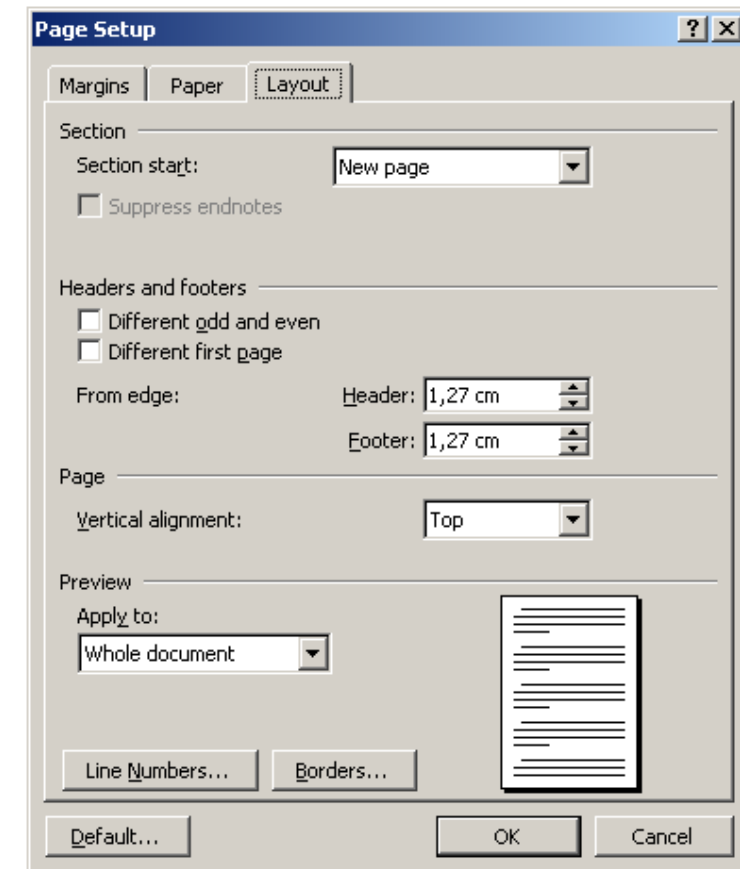 Page Setup
Margins Paper Layout
Section
Section start: New page
Suppress endnotes
Headers and footers
Different odd and even
Different first page
From edge: Header: 1,27 cm
Footer: 1,27 cm
Page
Vertical alignment: Top
Preview
Apply to:
Whole document
Line Numbers... Borders...
Default... OK Cancel